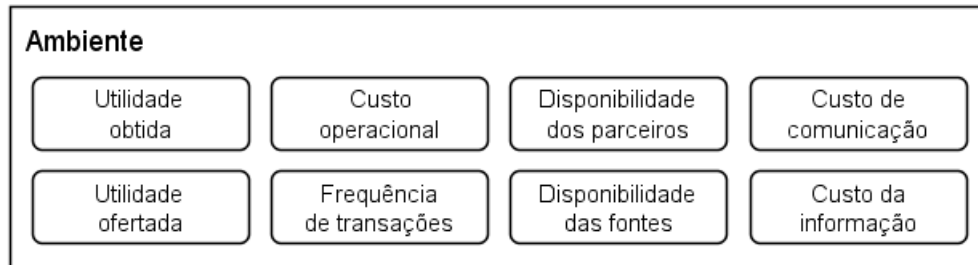 Ambiente
Utilidade
obtida
Custo
operacional
Disponibilidade
dos parceiros
Custo de
comunicação
Utilidade
ofertada
Frequência
de transações
Disponibilidade
das fontes
Custo da
informação